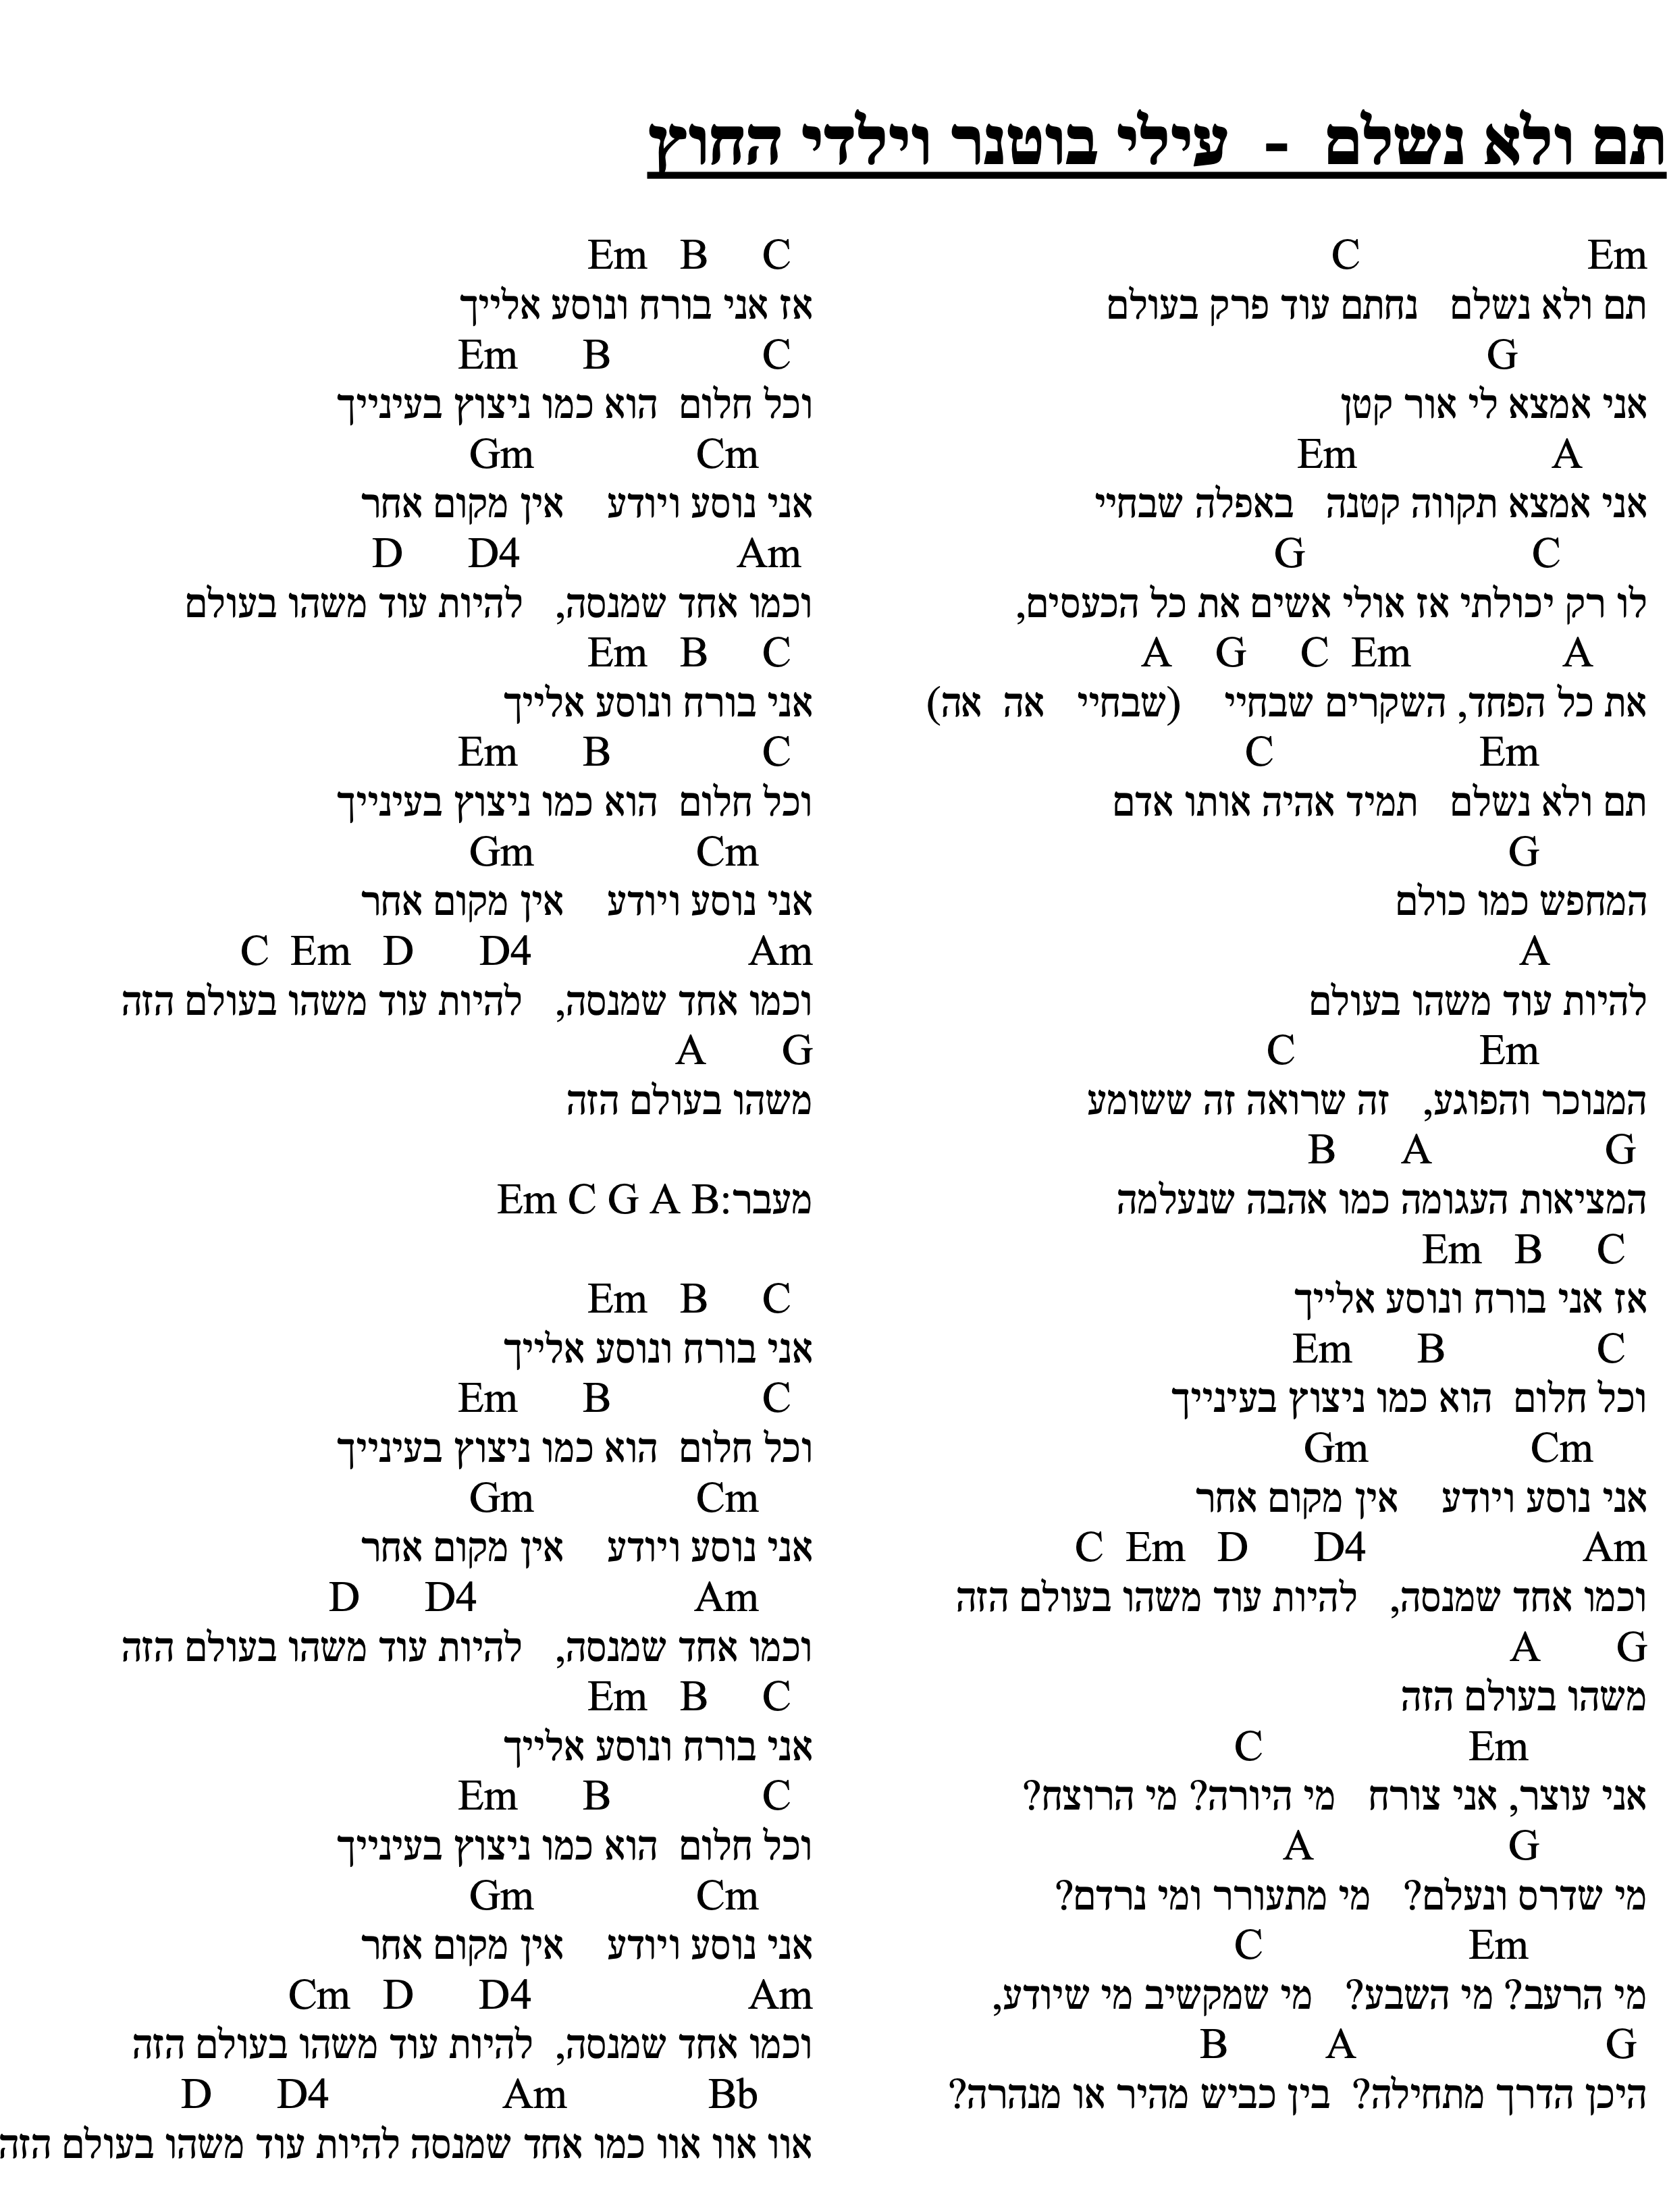 תם ולא נשלם  -  עילי בוטנר וילדי החוץ
Em                    C
תם ולא נשלם   נחתם עוד פרק בעולם
G
אני אמצא לי אור קטן
A                  Em
אני אמצא תקווה קטנה   באפלה שבחיי
C                       G
לו רק יכולתי אז אולי אשים את כל הכעסים,
A              Em  C      G    A
את כל הפחד, השקרים שבחיי    (שבחיי   אה  אה)
Em                   C
תם ולא נשלם   תמיד אהיה אותו אדם
G
המחפש כמו כולם
A
להיות עוד משהו בעולם
Em                 C
המנוכר והפוגע,   זה שרואה זה ששומע
G                A      B
המציאות העגומה כמו אהבה שנעלמה
C     B   Em
אז אני בורח ונוסע אלייך
C              B      Em
וכל חלום  הוא כמו ניצוץ בעינייך
Cm               Gm
אני נוסע ויודע    אין מקום אחר
Am                    D4      D   Em  C
וכמו אחד שמנסה,   להיות עוד משהו בעולם הזה
G       A
משהו בעולם הזה
Em                   C
אני עוצר, אני צורח   מי היורה? מי הרוצח?
G                  A
מי שדרס ונעלם?   מי מתעורר ומי נרדם?
Em                   C
מי הרעב? מי השבע?   מי שמקשיב מי שיודע,
G                       A         B
היכן הדרך מתחילה?  בין כביש מהיר או מנהרה?
C     B   Em
אז אני בורח ונוסע אלייך
C              B      Em
וכל חלום  הוא כמו ניצוץ בעינייך
Cm               Gm
אני נוסע ויודע    אין מקום אחר
Am                    D4      D
וכמו אחד שמנסה,   להיות עוד משהו בעולם
C     B   Em
אני בורח ונוסע אלייך
C              B      Em
וכל חלום  הוא כמו ניצוץ בעינייך
Cm               Gm
אני נוסע ויודע    אין מקום אחר
Am                    D4      D   Em  C
וכמו אחד שמנסה,   להיות עוד משהו בעולם הזה
G       A
משהו בעולם הזה
מעבר:Em C G A B
C     B   Em
אני בורח ונוסע אלייך
C              B      Em
וכל חלום  הוא כמו ניצוץ בעינייך
Cm               Gm
אני נוסע ויודע    אין מקום אחר
Am                    D4      D
וכמו אחד שמנסה,   להיות עוד משהו בעולם הזה
C     B   Em
אני בורח ונוסע אלייך
C              B      Em
וכל חלום  הוא כמו ניצוץ בעינייך
Cm               Gm
אני נוסע ויודע    אין מקום אחר
Am                    D4      D   Cm
וכמו אחד שמנסה,  להיות עוד משהו בעולם הזה
Bb             Am                D4      D
אוו אוו אוו כמו אחד שמנסה להיות עוד משהו בעולם הזה